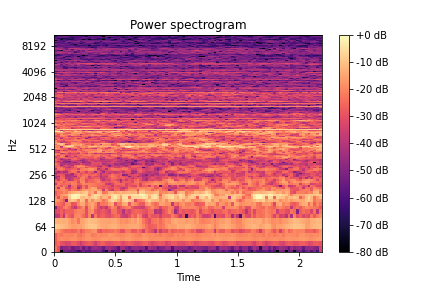 Power spectrogram
Hz
8192
4096
2048
1024
512
256
128
64
0
0
0.5
1
1.5
2
Time
+0 dB
-10 dB
-20 dB
-30 dB
-40 dB
-50 dB
-60 dB
-70 dB
-80 dB